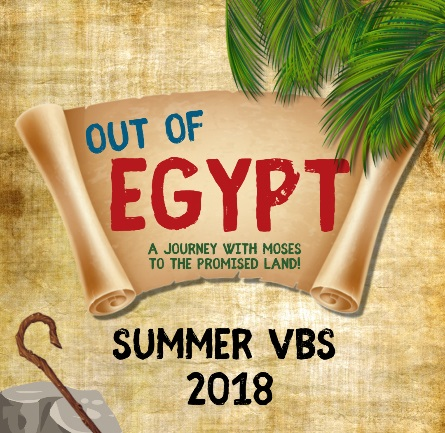 OUT OF
EGYPT
A JOURNEY WITH MOSES
TO THE PROMISED LAND!
SUMMER VBS
2018